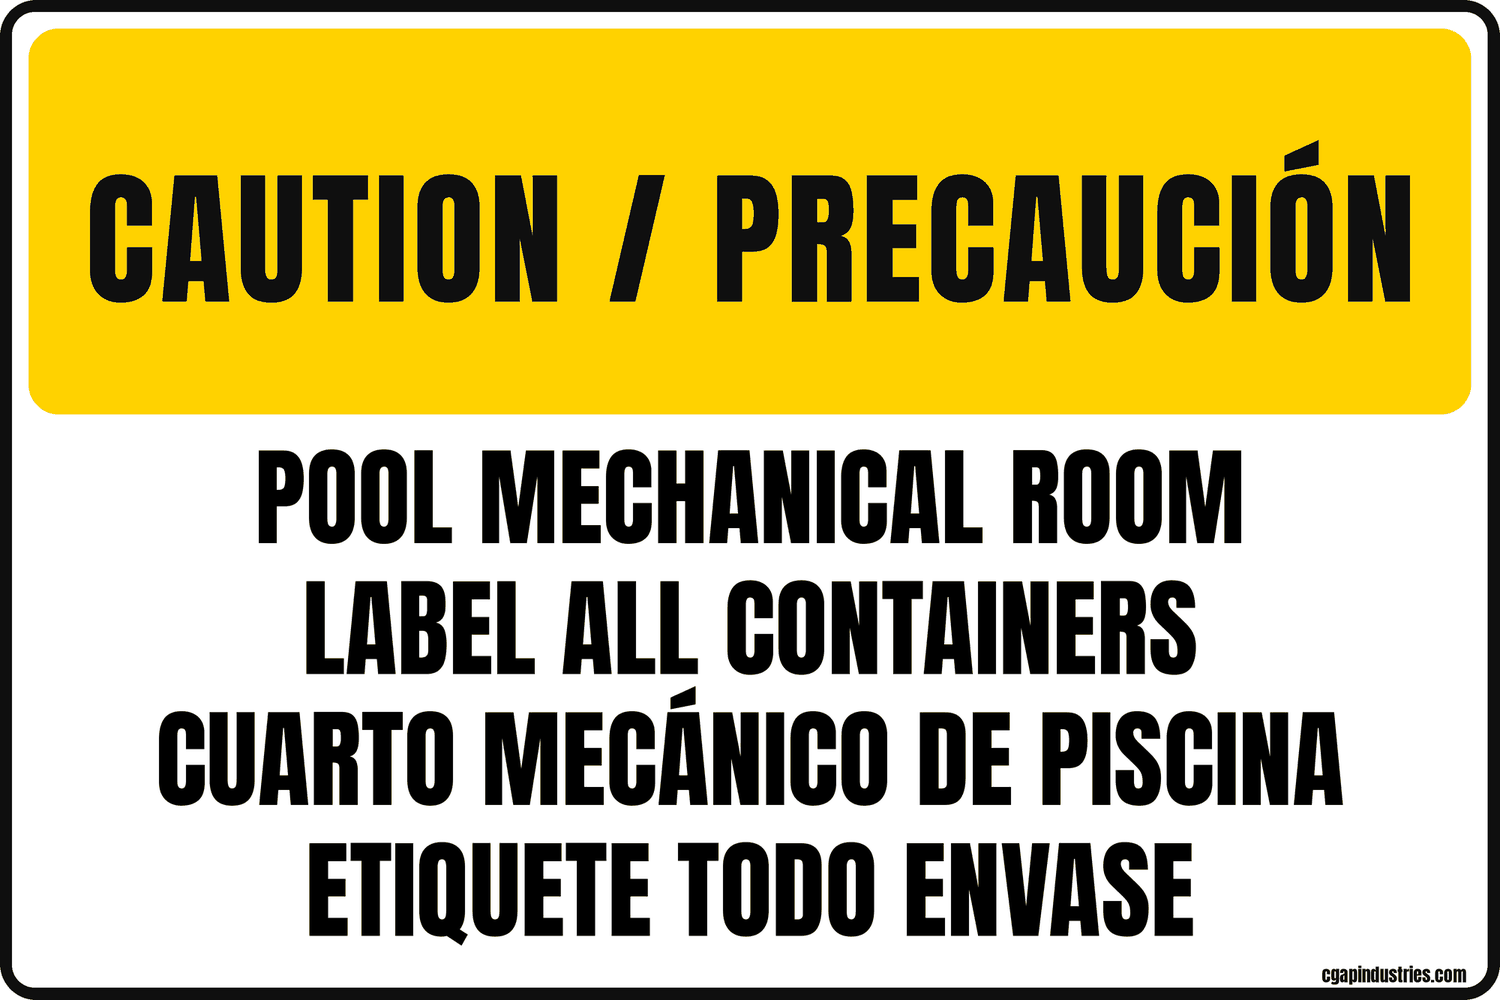 CAUTION / PRECAUCIÓN
POOL MECHANICAL ROOM
LABEL ALL CONTAINERS
CUARTO MECÁNICO DE PISCINA
ETIQUETE TODO ENVASE
cgapindustries.com